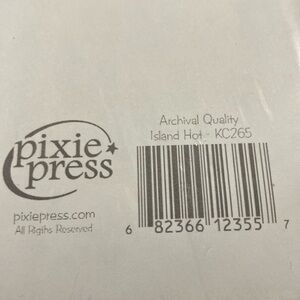 Archival Quality
Island Hot - KC265
pixie
press
pixiepress.com
All Rigths Reserved
6 82366 12355 7